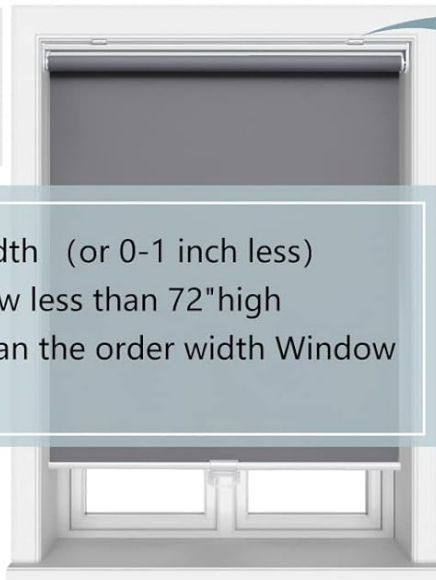 dth （or 0-1 inch less)
w less than 72"high
an the order width Window